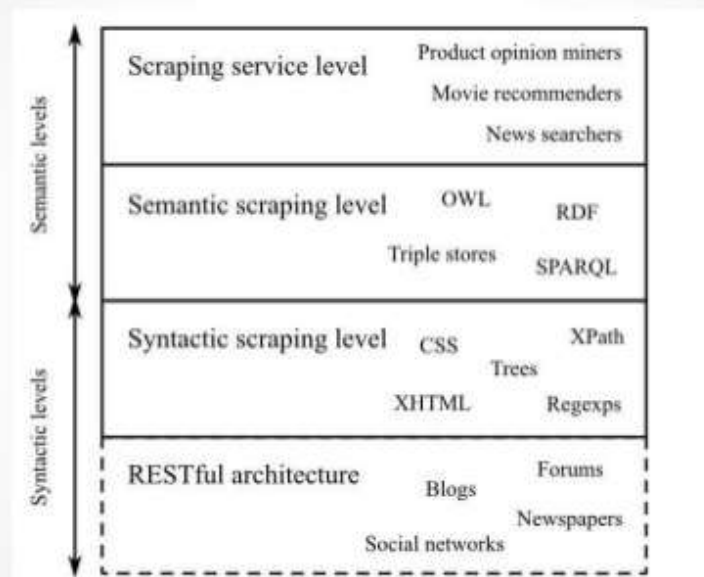 Semantic levels
Scraping service level
Product opinion miners
Movie recommenders
News searchers
Semantic scraping level
OWL
RDF
Triple stores
SPARQL
Syntactic levels
Syntactic scraping level
CSS
XPath
Trees
XHTML
Regexps
RESTful architecture
Blogs
Forums
Newspapers
Social networks